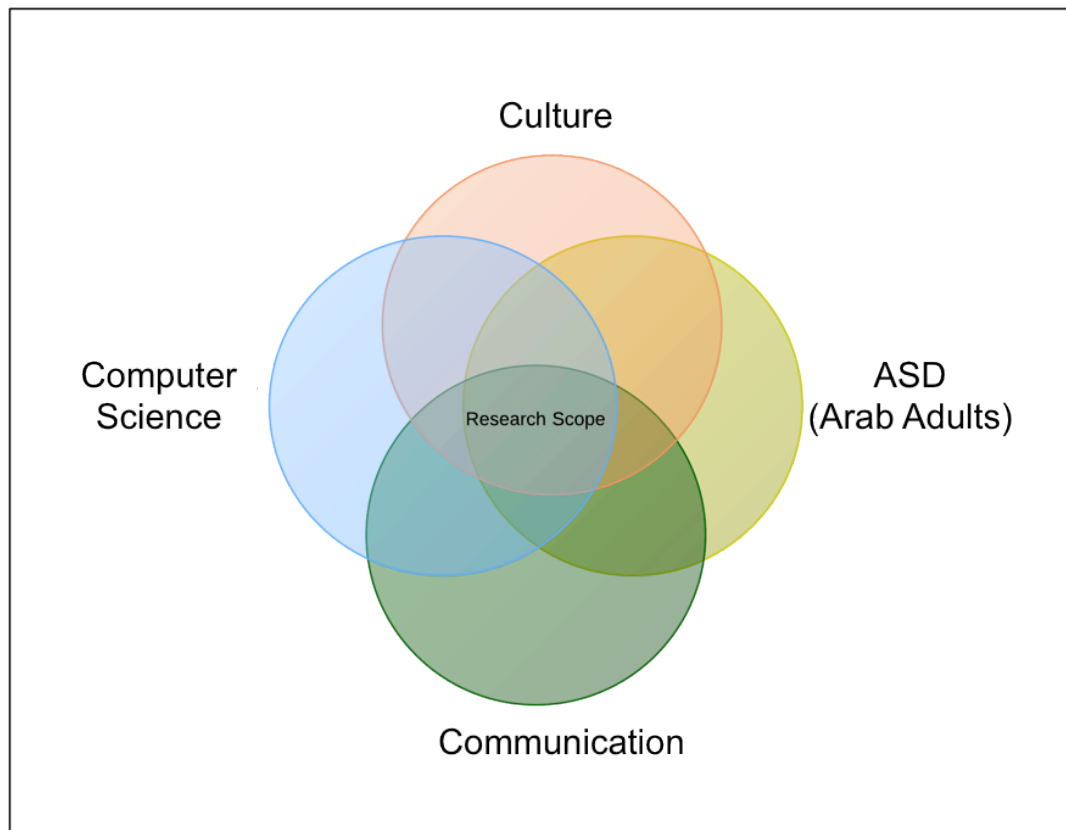 Culture
Computer
Science
ASD
(Arab Adults)
Research Scope
Communication